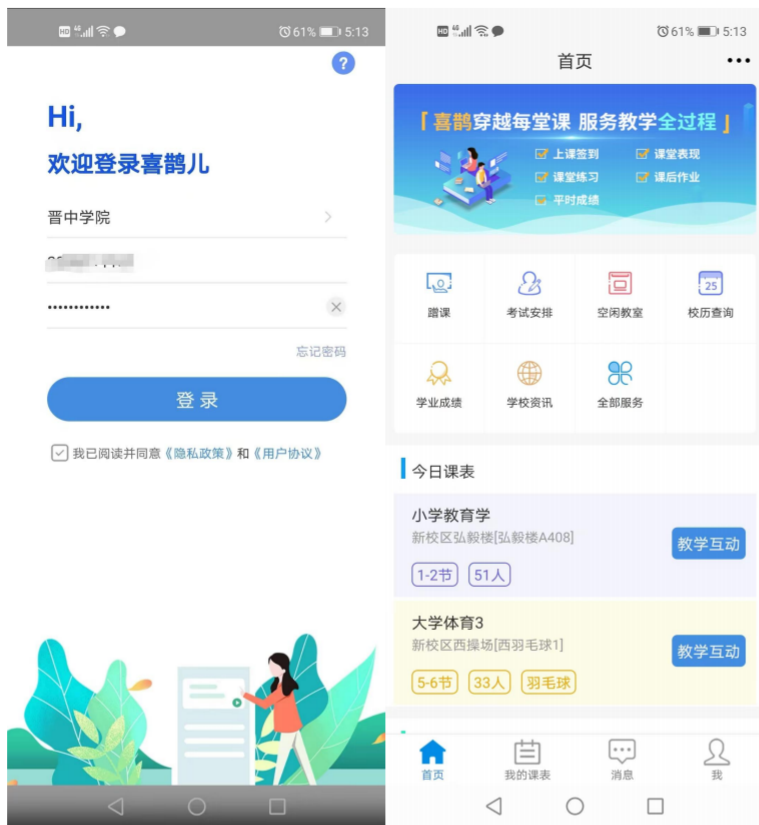 HD 46 5:13
61%
?
Hi,
欢迎登录喜鹊儿
晋中学院
忘记密码
登录
我已阅读并同意《隐私政策》和《用户协议》
HD 46 61% 5:13
首页
「喜鹊穿越每堂课 服务教学全过程」
上课签到 课堂表现
课堂练习 课后作业
平时成绩
蹭课 考试安排 空闲教室 25 校历查询
学业成绩 学校资讯 全部服务
今日课表
小学教育学
新校区弘毅楼[弘毅楼A408]
教学互动
1-2节 51人
大学体育3
新校区西操场[西羽毛球1]
教学互动
5-6节 33人 羽毛球
首页 我的课表 消息 我